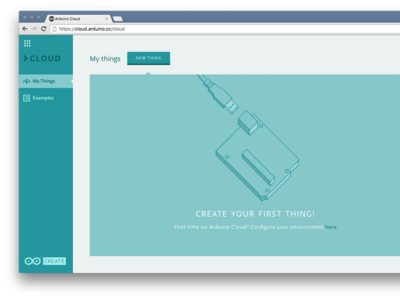 Arduino Cloud
https://cloud.arduino.cc/cloud
CLOUD
My things
NEW THING
My Things
Examples
CREATE YOUR FIRST THING!
First time on Arduino Cloud? Configure your environment here
CREATE